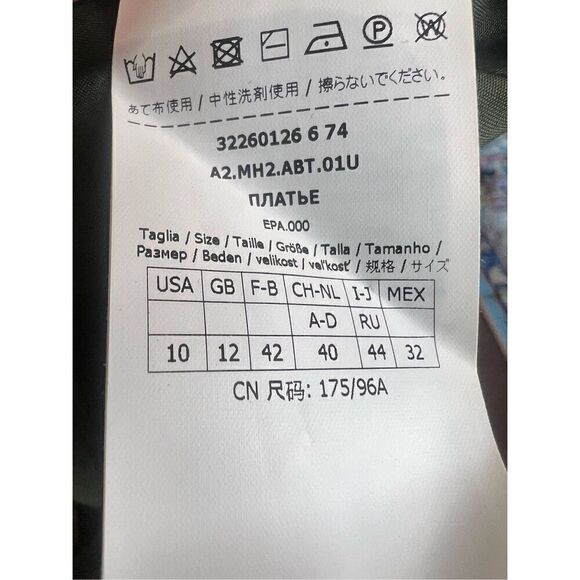 あて布使用 / 中性洗剤使用 / 擦らないでください。
32260126 6 74
A2.MH2.ABT.01U
ПЛАТЬЕ
EPA.000
Taglia / Size / Taille / Größe / Talla / Tamanho /
Размер / Beden / velikost / veľkosť / 规格 / サイズ
USA GB F-B CH-NL I-J MEX
A-D RU
10 12 42 40 44 32
CN 尺码: 175/96A